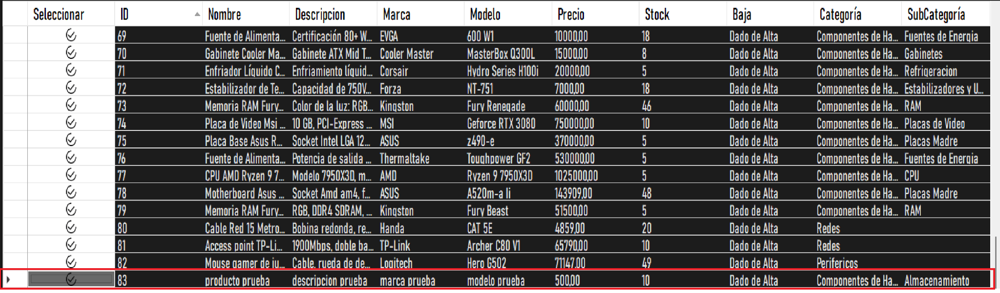 Seleccionar ID Nombre Descripcion Marca Modelo Precio Stock Baja Categoría SubCategoría
69 Fuente de Alimenta... Certificación 80+ W... EVGA 600 W1 10000,00 18 Dado de Alta Componentes de Ha... Fuentes de Energia
70 Gabinete Cooler Ma... Gabinete ATX Mid T... Cooler Master MasterBox Q300L 15000,00 8 Dado de Alta Componentes de Ha... Gabinetes
71 Enfriador Líquido C... Enfriamiento líquid... Corsair Hydro Series H100i 20000,00 5 Dado de Alta Componentes de Ha... Refrigeracion
72 Estabilizador de Te... Capacidad de 750V... Forza NT-751 7000,00 18 Dado de Alta Componentes de Ha... Estabilizadores y U...
73 Memoria RAM Fury... Color de la luz: RGB... Kingston Fury Renegade 60000,00 46 Dado de Alta Componentes de Ha... RAM
74 Placa de Video Msi ... 10 GB, PCI-Express ... MSI Geforce RTX 3080 750000,00 10 Dado de Alta Componentes de Ha... Placas de Video
75 Placa Base Asus R... Socket Intel LGA 12... ASUS z490-e 370000,00 5 Dado de Alta Componentes de Ha... Placas Madre
76 Fuente de Alimenta... Potencia de salida ... Thermaltake Toughpower GF2 530000,00 5 Dado de Alta Componentes de Ha... Fuentes de Energia
77 CPU AMD Ryzen 9 7... Modelo 7950X3D, m... AMD Ryzen 9 7950X3D 1025000,00 5 Dado de Alta Componentes de Ha... CPU
78 Motherboard Asus ... Socket Amd am4, f... ASUS A520m-a Ii 143909,00 48 Dado de Alta Componentes de Ha... Placas Madre
79 Memoria RAM Fury... RGB, DDR4 SDRAM, ... Kingston Fury Beast 51500,00 5 Dado de Alta Componentes de Ha... RAM
80 Cable Red 15 Metro... Bobina redonda, re... Handa CAT 5E 4859,00 20 Dado de Alta Redes
81 Access point TP-Li... 1900Mbps, doble ba... TP-Link Archer C80 V1 65790,00 10 Dado de Alta Redes
82 Mouse gamer de ju... Cable, rueda de de... Logitech Hero G502 71147,00 49 Dado de Alta Perifericos
83 producto prueba descripcion prueba marca prueba modelo prueba 500,00 10 Dado de Alta Componentes de Ha... Almacenamiento